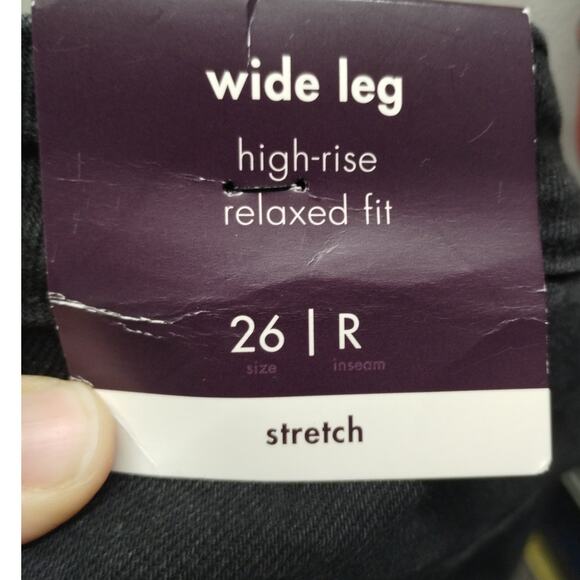 wide leg
high-rise
relaxed fit
26 | R
size inseam
stretch